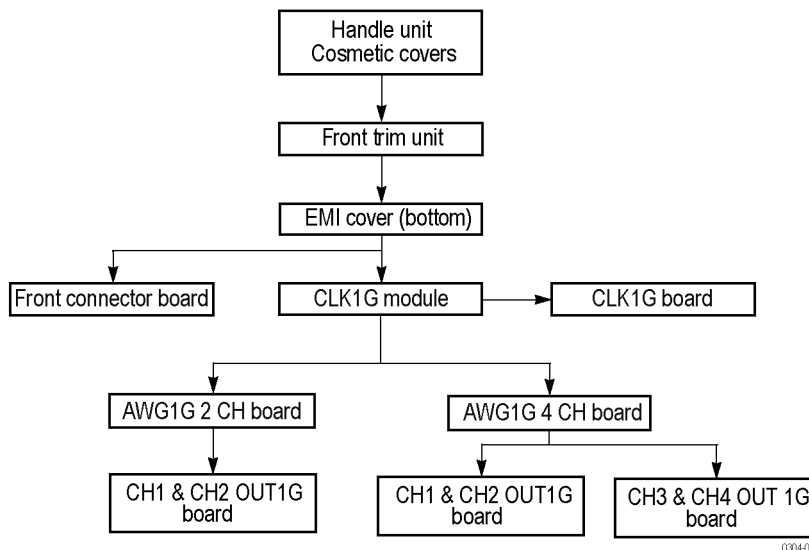 Handle unit
Cosmetic covers
Front trim unit
EMI cover (bottom)
Front connector board
CLK1G module
CLK1G board
AWG1G 2 CH board
AWG1G 4 CH board
CH1 & CH2 OUT1G
board
CH1 & CH2 OUT1G
board
CH3 & CH4 OUT 1G
board